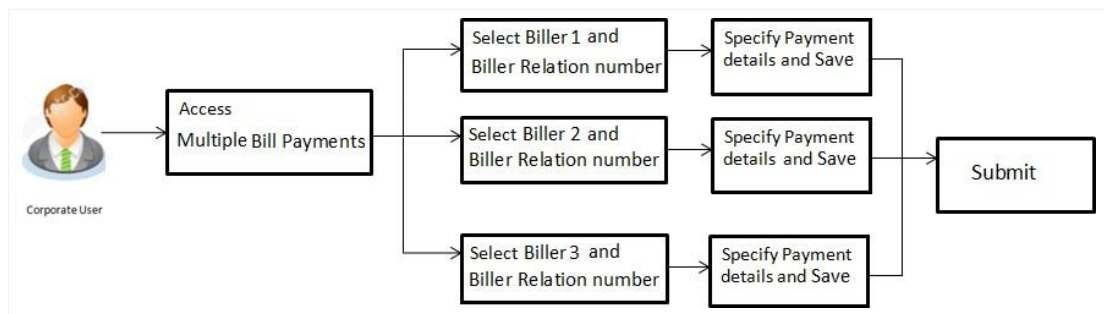 Corporate User
Access
Multiple Bill Payments
Select Biller 1 and
Biller Relation number
Specify Payment
details and Save
Select Biller 2 and
Biller Relation number
Specify Payment
details and Save
Select Biller 3 and
Biller Relation number
Specify Payment
details and Save
Submit